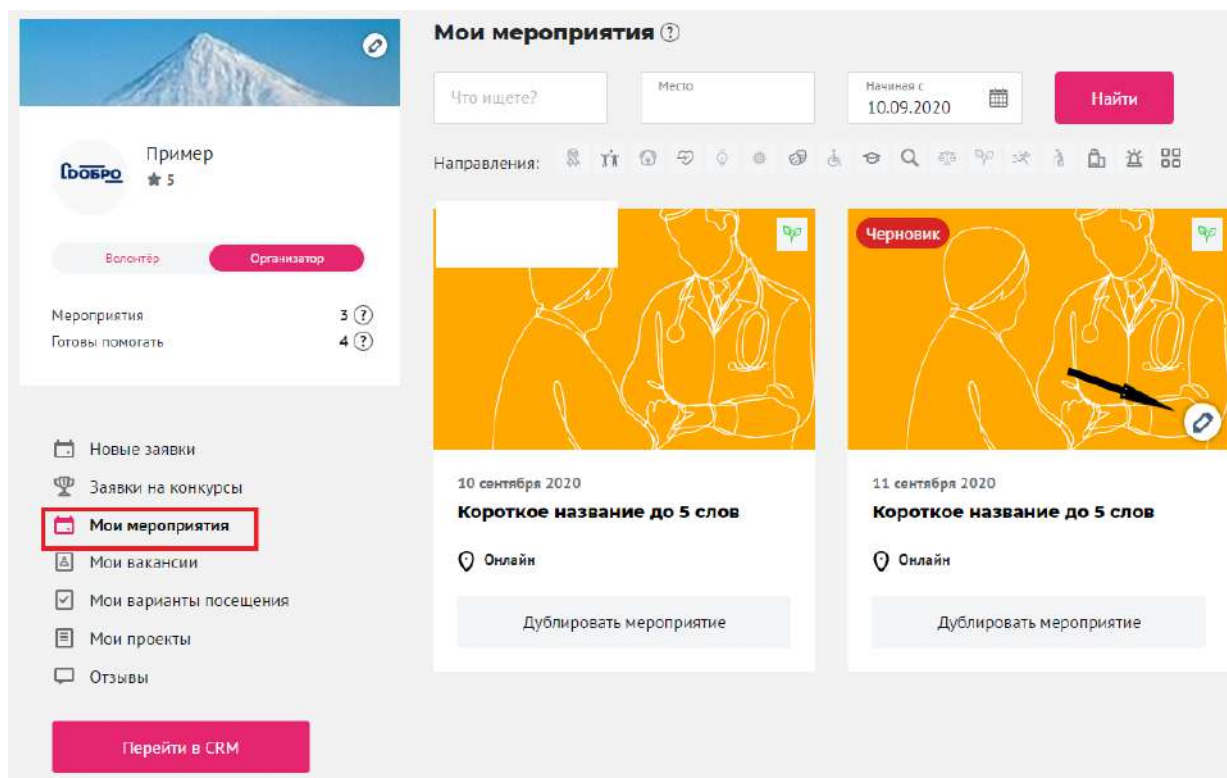 Мои мероприятия ?
Что ищете?
Место
Начиная с
10.09.2020
Найти
Направления:
ДОБРО
Пример
5
Волонтёр
Организатор
Мероприятия 3 ?
Готовы помогать 4 ?
Новые заявки
Заявки на конкурсы
Мои мероприятия
Мои вакансии
Мои варианты посещения
Мои проекты
Отзывы
Перейти в CRM
10 сентября 2020
Короткое название до 5 слов
Онлайн
Дублировать мероприятие
Черновик
11 сентября 2020
Короткое название до 5 слов
Онлайн
Дублировать мероприятие